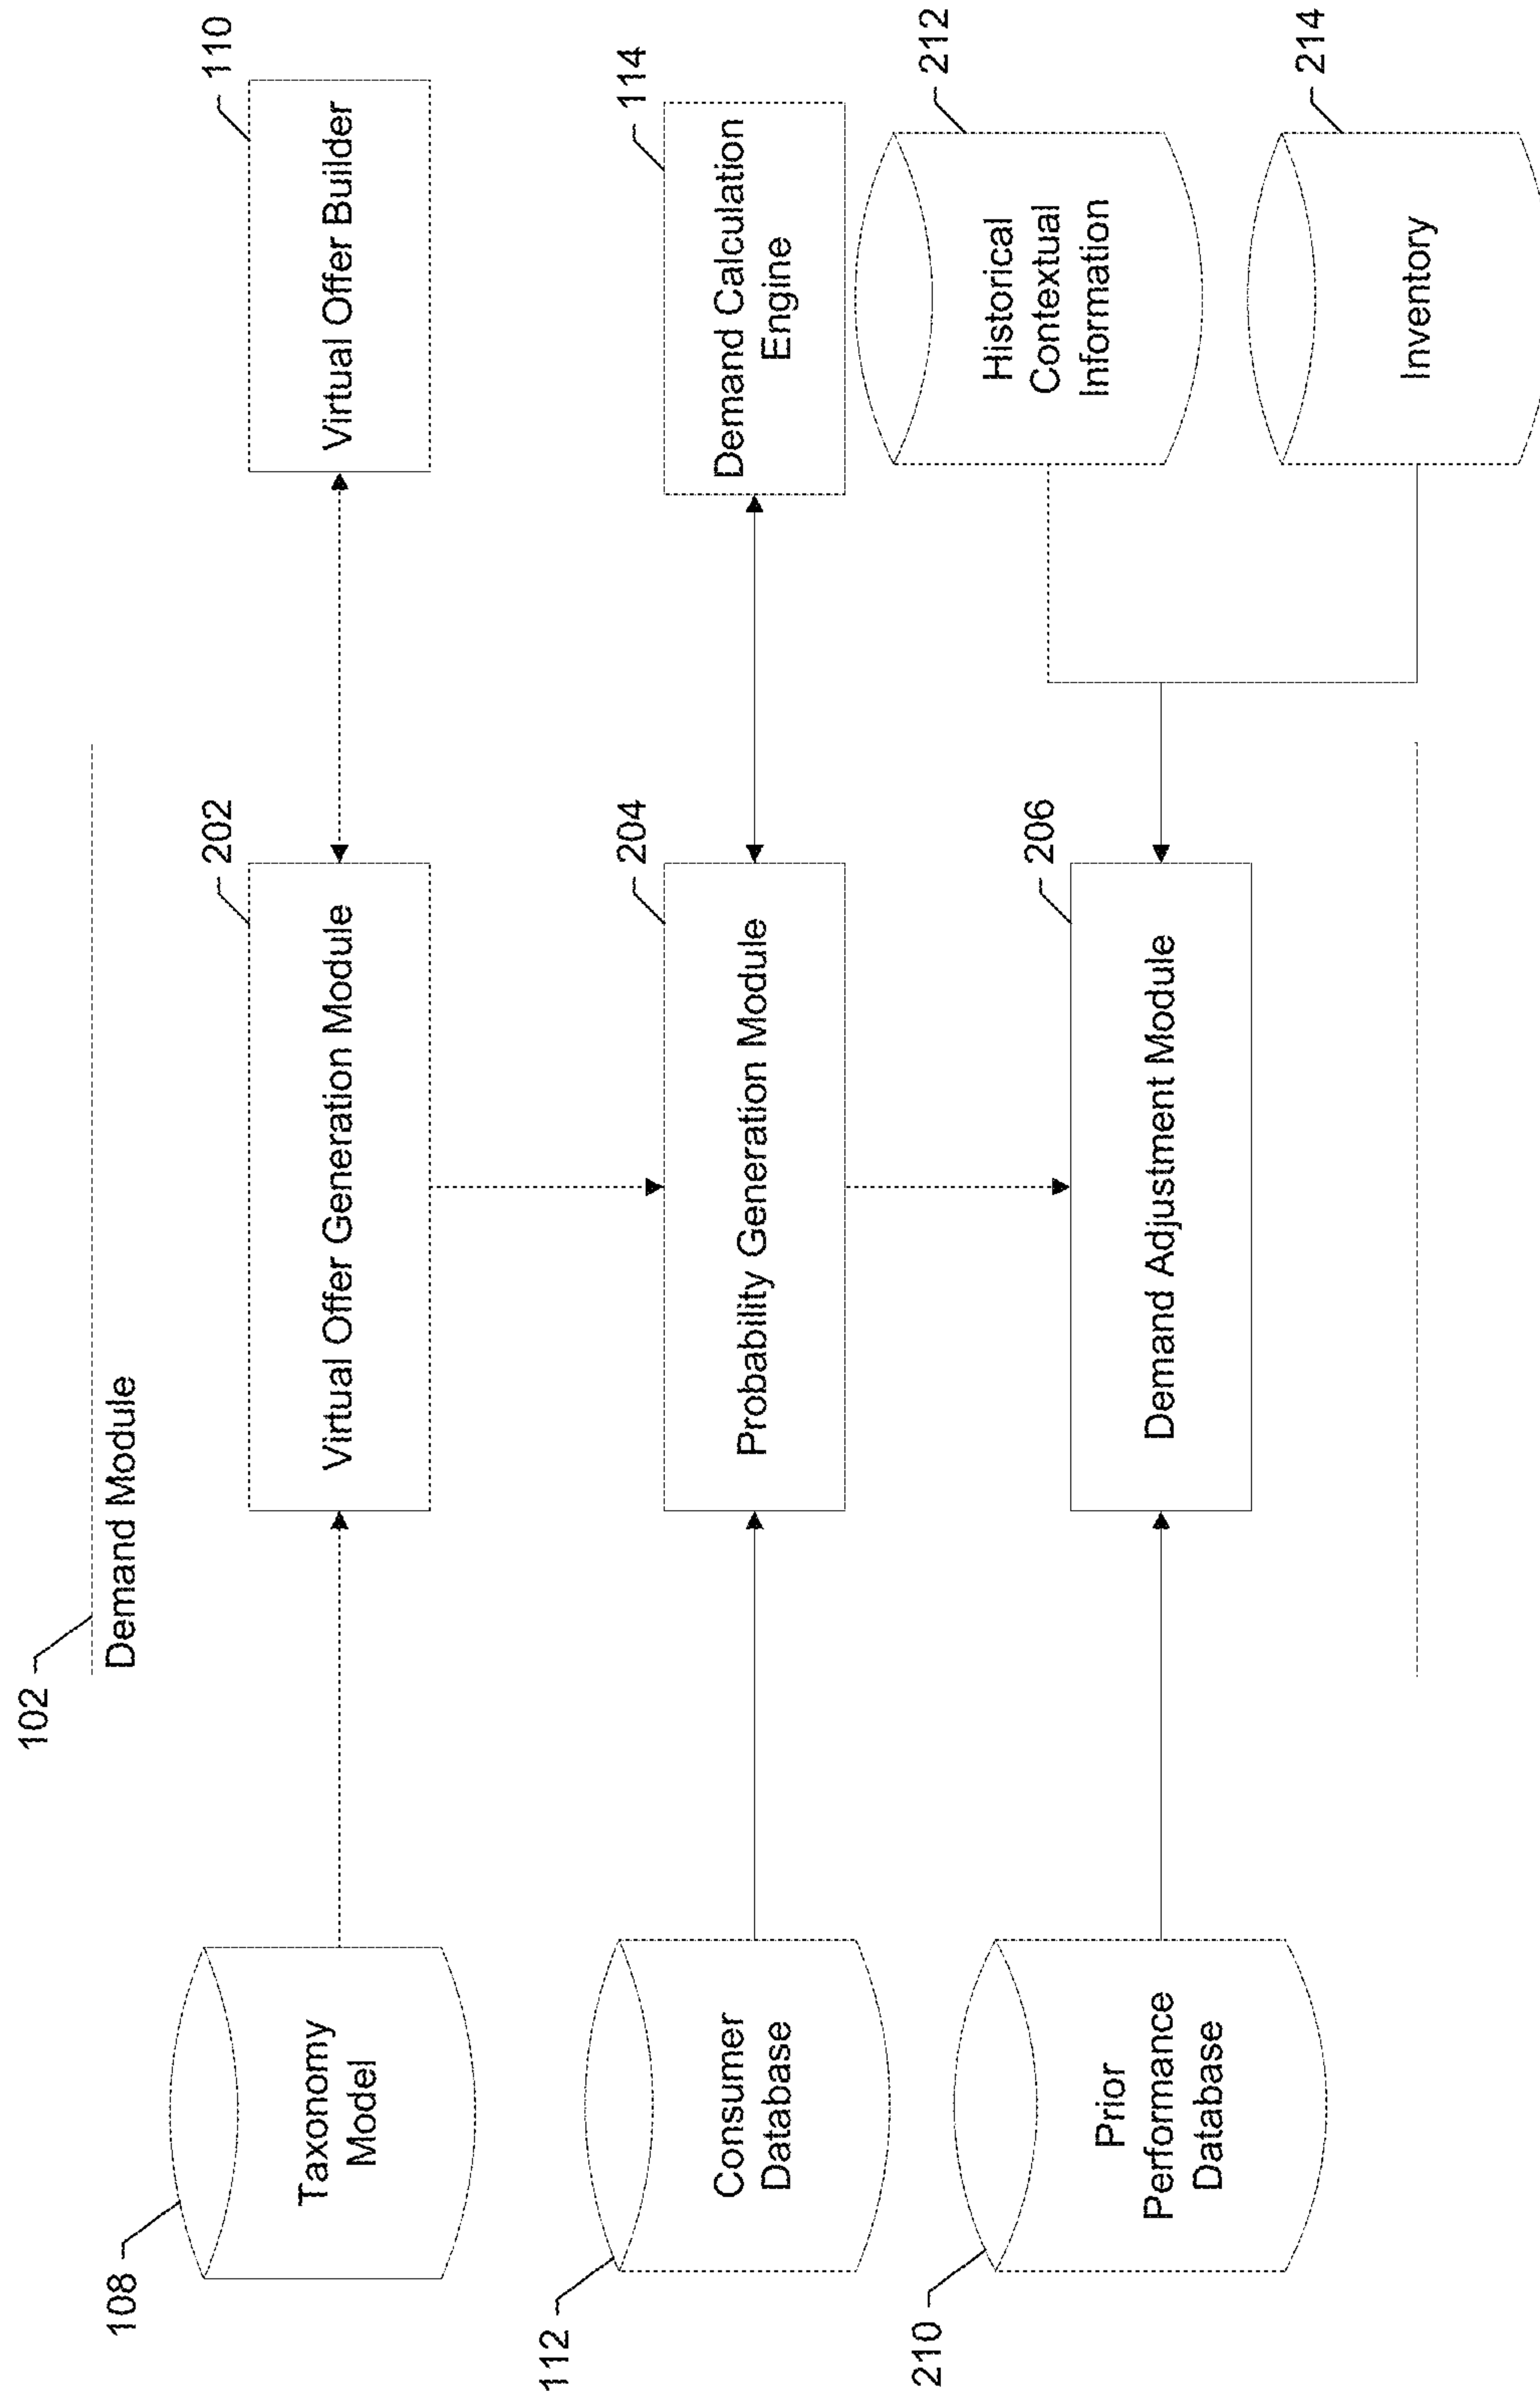 102
Demand Module
108
Taxonomy
Model
202
Virtual Offer Generation Module
110
Virtual Offer Builder
112
Consumer
Database
204
Probability Generation Module
114
Demand Calculation
Engine
210
Prior
Performance
Database
206
Demand Adjustment Module
212
Historical
Contextual
Information
214
Inventory